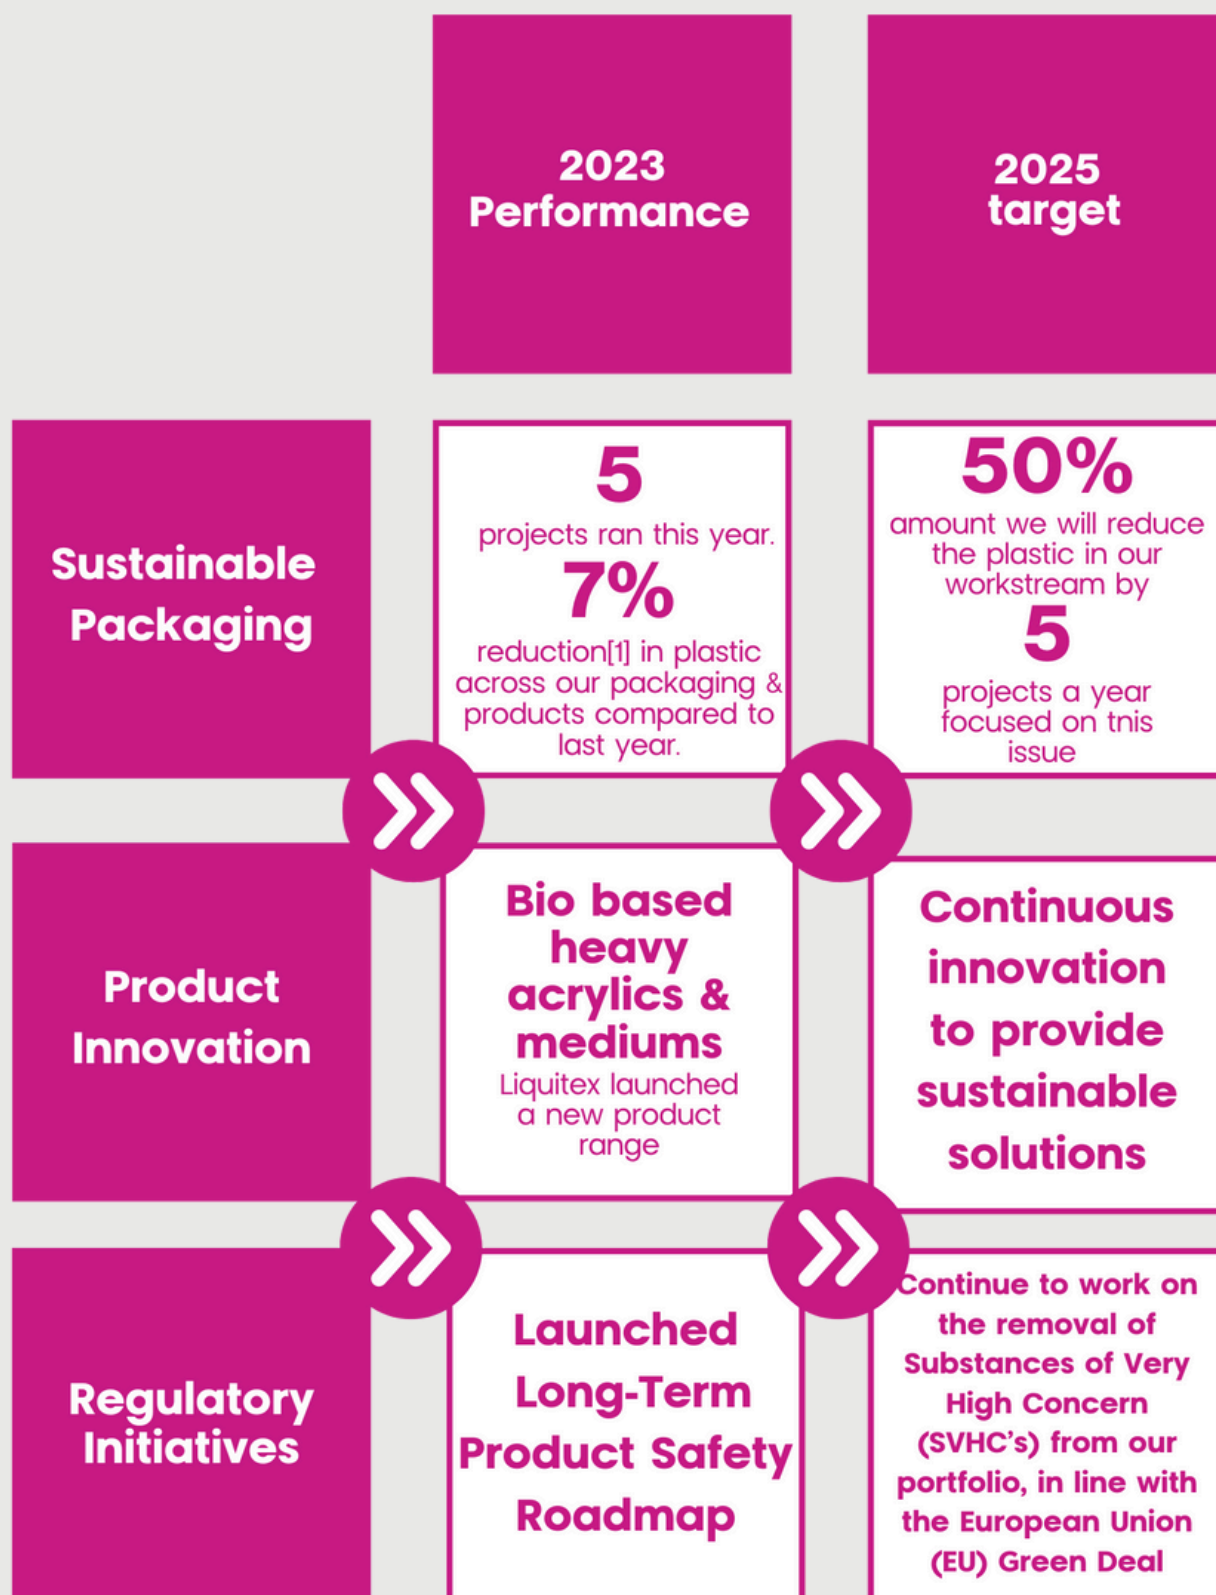 2023
Performance
2025
target
Sustainable
Packaging
5
projects ran this year.
7%
reduction[1] in plastic
across our packaging &
products compared to
last year.
50%
amount we will reduce
the plastic in our
workstream by
5
projects a year
focused on tnis
issue
Product
Innovation
Bio based
heavy
acrylics &
mediums
Liquitex launched
a new product
range
Continuous
innovation
to provide
sustainable
solutions
Regulatory
Initiatives
Launched
Long-Term
Product Safety
Roadmap
Continue to work on
the removal of
Substances of Very
High Concern
(SVHC's) from our
portfolio, in line with
the European Union
(EU) Green Deal